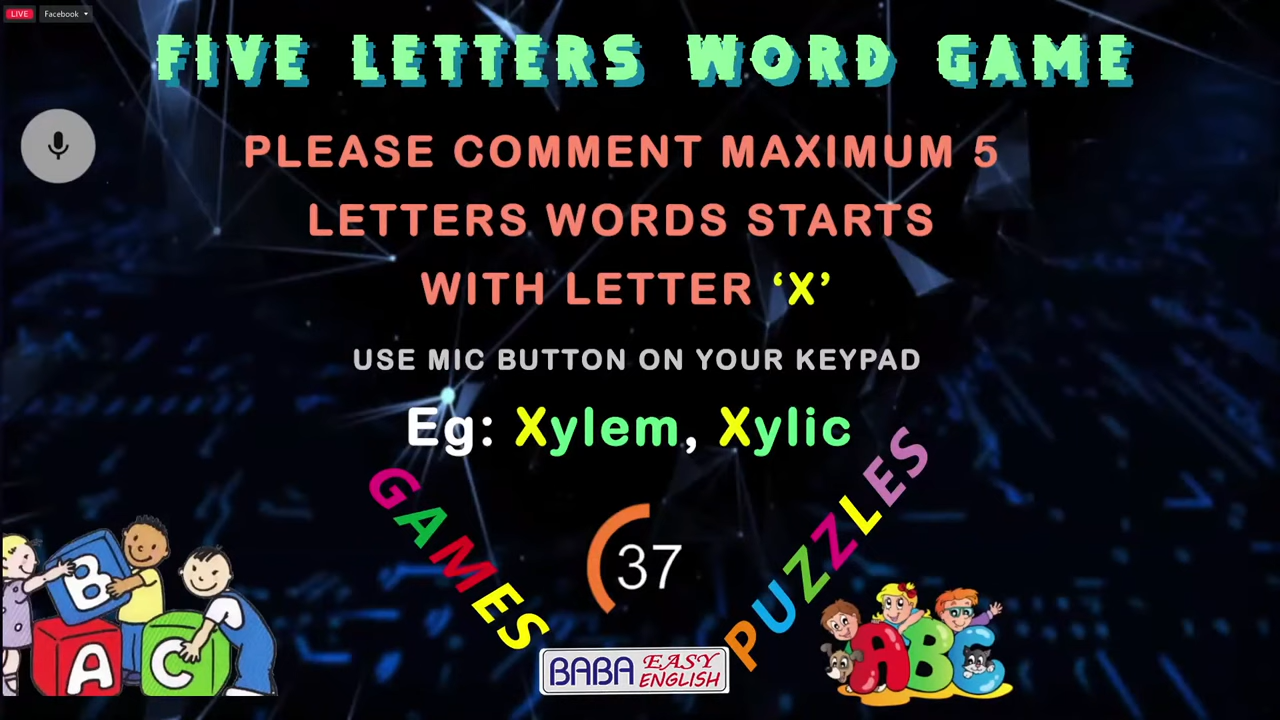 LIVE Facebook
FIVE LETTERS WORD GAME
PLEASE COMMENT MAXIMUM 5
LETTERS WORDS STARTS
WITH LETTER ‘X’
USE MIC BUTTON ON YOUR KEYPAD
Eg: Xylem, Xylic
GAMES
37
PUZZLES
B
A C
BABA EASY
ENGLISH
ABC